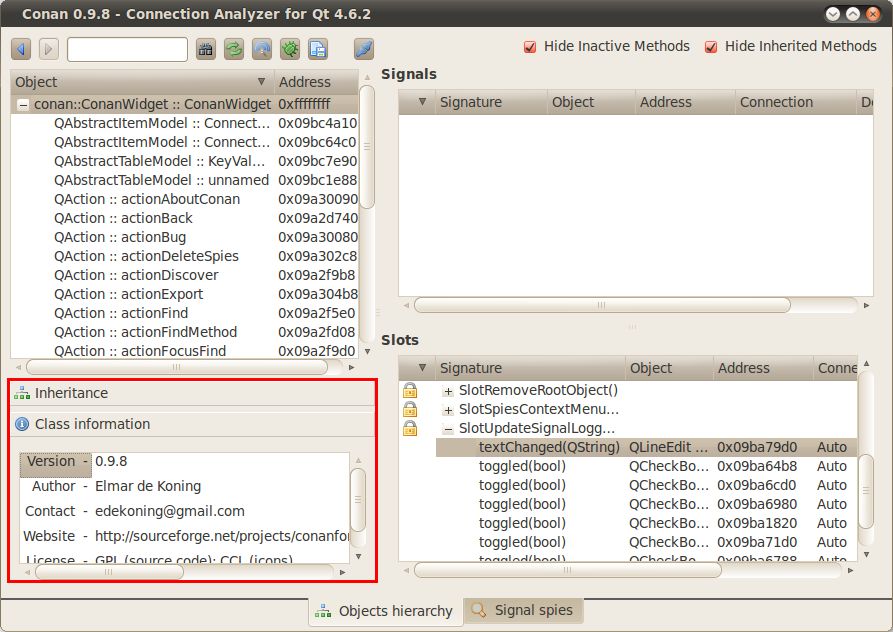 Conan 0.9.8 - Connection Analyzer for Qt 4.6.2
Hide Inactive Methods Hide Inherited Methods
Object Address
conan::ConanWidget :: ConanWidget 0xffffffff
QAbstractItemModel :: Connect... 0x09bc4a10
QAbstractItemModel :: Connect... 0x09bc64c0
QAbstractTableModel :: KeyVal... 0x09bc7e90
QAbstractTableModel :: unnamed 0x09bc1e88
QAction :: actionAboutConan 0x09a30090
QAction :: actionBack 0x09a2d740
QAction :: actionBug 0x09a30080
QAction :: actionDeleteSpies 0x09a302c8
QAction :: actionDiscover 0x09a2f9b8
QAction :: actionExport 0x09a304b8
QAction :: actionFind 0x09a2f5e0
QAction :: actionFindMethod 0x09a2fd08
QAction :: actionFocusFind 0x09a2f9d0
Inheritance
Class information
Version - 0.9.8
Author - Elmar de Koning
Contact - edekoning@gmail.com
Website - http://sourceforge.net/projects/conanfor
License - GPL (source code); CCL (icons)
Signals
Signature Object Address Connection De
Slots
Signature Object Address Conne
SlotRemoveRootObject()
SlotSpiesContextMenu...
SlotUpdateSignalLogg...
textChanged(QString) QLineEdit ... 0x09ba79d0 Auto
toggled(bool) QCheckBo... 0x09ba64b8 Auto
toggled(bool) QCheckBo... 0x09ba6cd0 Auto
toggled(bool) QCheckBo... 0x09ba6980 Auto
toggled(bool) QCheckBo... 0x09ba1820 Auto
toggled(bool) QCheckBo... 0x09ba71d0 Auto
toggled(bool) QCheckBo... 0x09ba6788 Auto
Objects hierarchy Signal spies